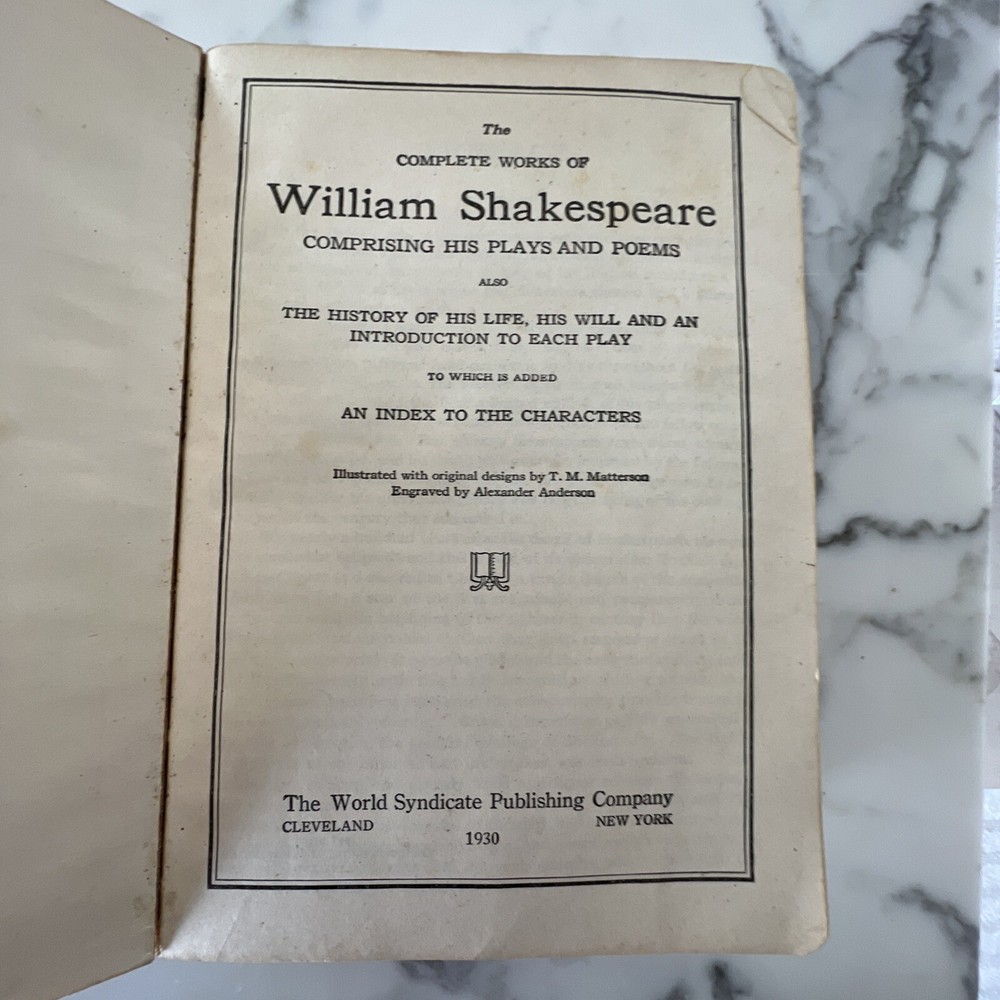 The
COMPLETE WORKS OF
William Shakespeare
COMPRISING HIS PLAYS AND POEMS
ALSO
THE HISTORY OF HIS LIFE, HIS WILL AND AN
INTRODUCTION TO EACH PLAY
TO WHICH IS ADDED
AN INDEX TO THE CHARACTERS
Illustrated with original designs by T. M. Matterson
Engraved by Alexander Anderson
The World Syndicate Publishing Company
CLEVELAND NEW YORK
1930